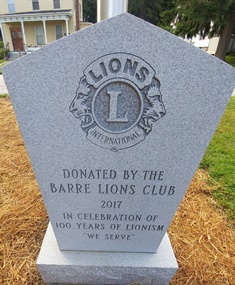 LIONS
L
INTERNATIONAL
DONATED BY THE
BARRE LIONS CLUB
2017
IN CELEBRATION OF
100 YEARS OF LIONISM
"WE SERVE"